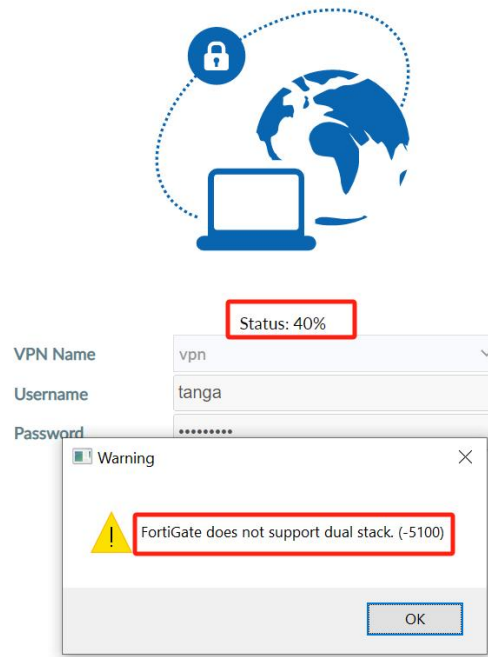 Status: 40%
VPN Name
vpn
Username
tanga
Password
•••••••••
Warning
FortiGate does not support dual stack. (-5100)
OK